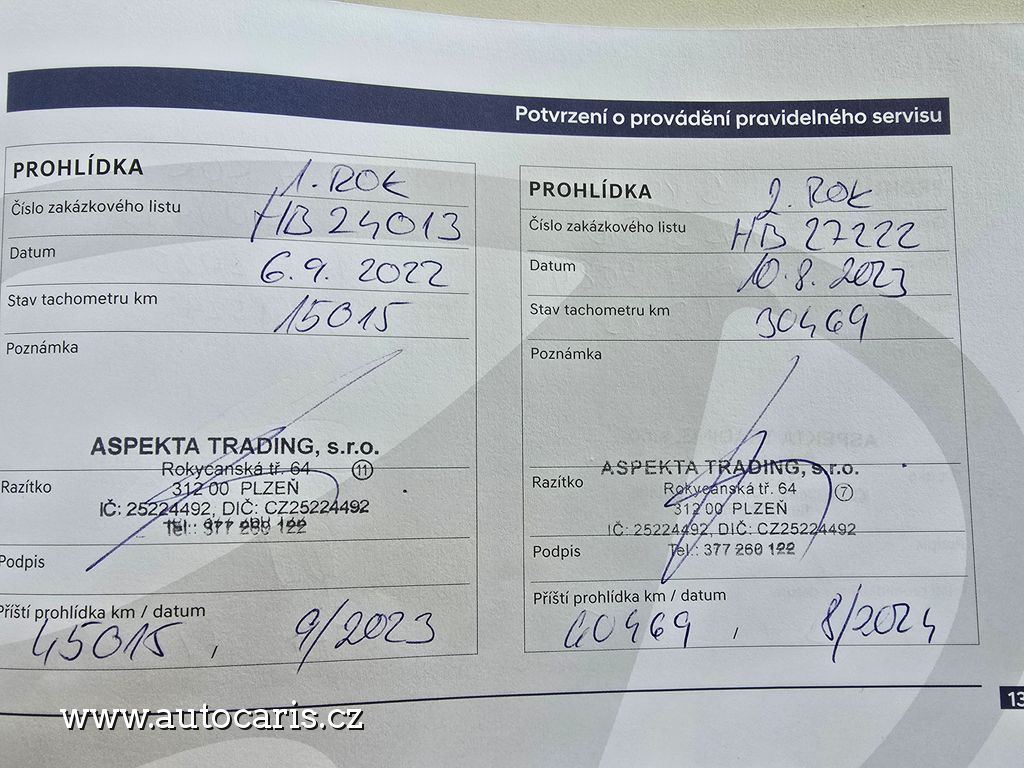 Potvrzení o provádění pravidelného servisu
PROHLÍDKA 1. ROK
Číslo zakázkového listu HB 24013
Datum 6.9. 2022
Stav tachometru km 15015
Poznámka
ASPEKTA TRADING, s.r.o.
Rokycanská tř. 64 11
312 00 PLZEŇ
Razítko
IČ: 25224492, DIČ: CZ25224492
Tel.: 377 260 122
Podpis
Příští prohlídka km / datum
45015 , 9/2023
PROHLÍDKA 2. ROK
Číslo zakázkového listu HB 27222
Datum 10.8. 2023
Stav tachometru km 30469
Poznámka
ASPEKTA TRADING, s.r.o.
Razítko
Rokycanská tř. 64 7
312 00 PLZEŇ
IČ: 25224492, DIČ: CZ25224492
Podpis Tel.: 377 260 122
Příští prohlídka km / datum
60469 , 8/2024
13
www.autocaris.cz